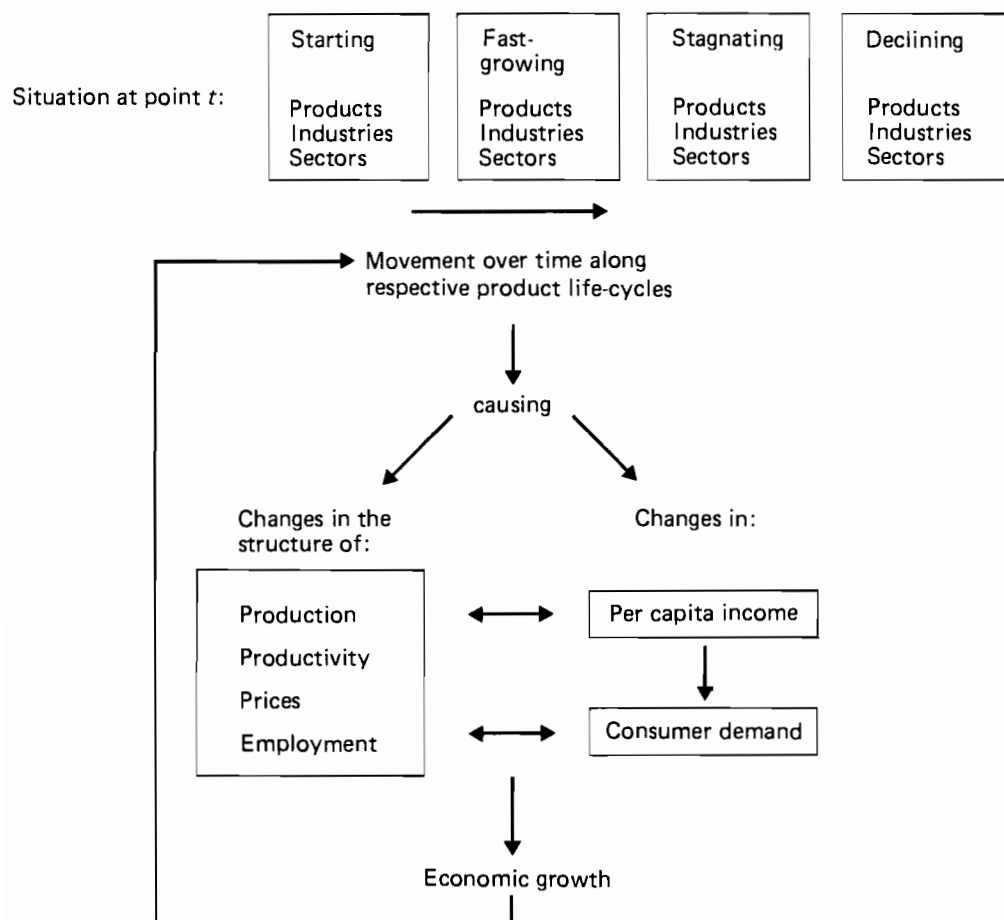 Starting
Fast-
growing
Stagnating
Declining
Situation at point t:
Products
Industries
Sectors
Products
Industries
Sectors
Products
Industries
Sectors
Products
Industries
Sectors
Movement over time along
respective product life-cycles
causing
Changes in the
structure of:
Changes in:
Production
Productivity
Prices
Employment
Per capita income
Consumer demand
Economic growth